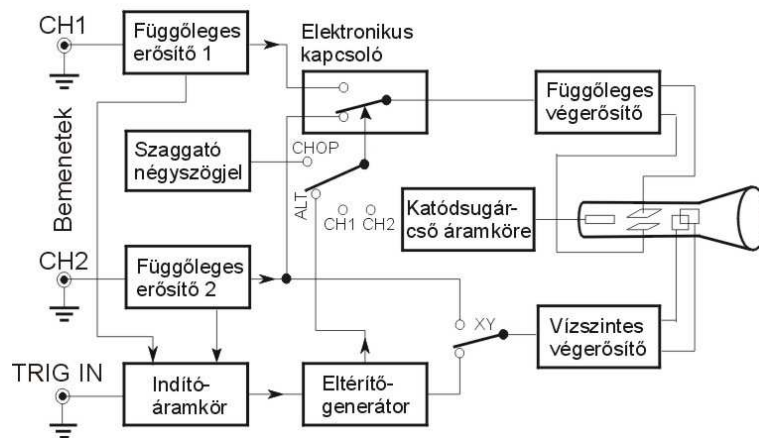 CH1
Függőleges
erősítő 1
Elektronikus
kapcsoló
Függőleges
végerősítő
Bemenetek
Szaggató
négyszögjel
CHOP
ALT
CH1
CH2
Katódsugár-
cső áramköre
CH2
Függőleges
erősítő 2
XY
Vízszintes
végerősítő
TRIG IN
Indító-
áramkör
Eltérítő-
generátor